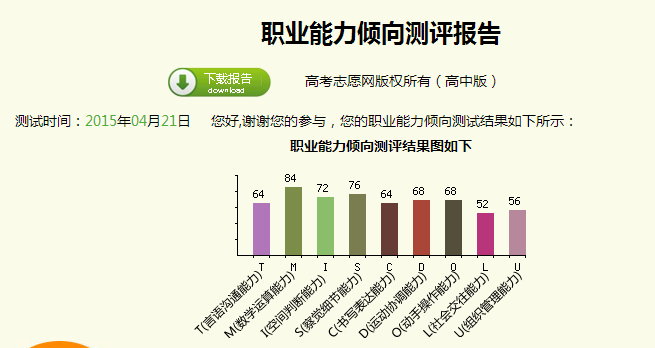 职业能力倾向测评报告
下载报告
download
高考志愿网版权所有（高中版）
测试时间：2015年04月21日 您好,谢谢您的参与，您的职业能力倾向测试结果如下所示：
职业能力倾向测评结果图如下
64 84 72 76 64 68 68 52 56
T M I S C D O L U
T(言语沟通能力)
M(数学运算能力)
I(空间判断能力)
S(察觉细节能力)
C(书写表达能力)
D(运动协调能力)
O(动手操作能力)
L(社会交往能力)
U(组织管理能力)